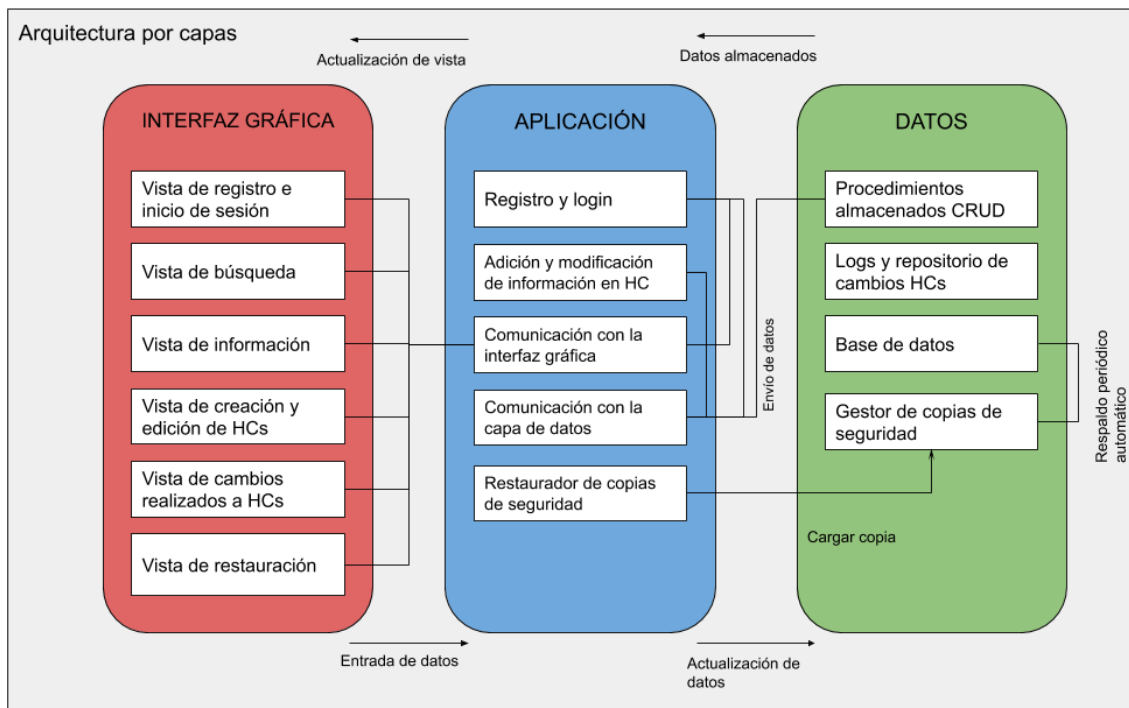 Arquitectura por capas
Actualización de vista
Datos almacenados
INTERFAZ GRÁFICA
Vista de registro e
inicio de sesión
Vista de búsqueda
Vista de información
Vista de creación y
edición de HCs
Vista de cambios
realizados a HCs
Vista de restauración
APLICACIÓN
Registro y login
Adición y modificación
de información en HC
Comunicación con la
interfaz gráfica
Comunicación con la
capa de datos
Restaurador de copias
de seguridad
Envío de datos
DATOS
Procedimientos
almacenados CRUD
Logs y repositorio de
cambios HCs
Base de datos
Gestor de copias de
seguridad
Cargar copia
Respaldo periódico
automático
Entrada de datos
Actualización de
datos